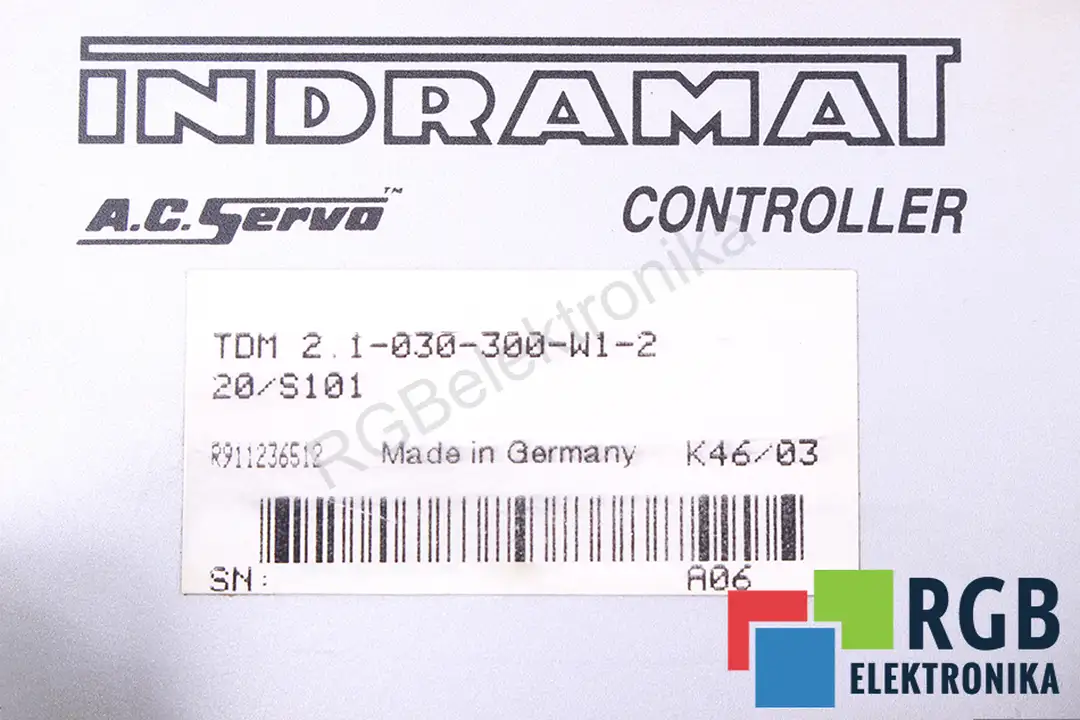 INDRAMAT
A.C. Servo™ CONTROLLER
TDM 2.1-030-300-W1-2
20/S101
R911236512 Made in Germany K46/03
SN: A06
RGBelektronika
RGB
ELEKTRONIKA